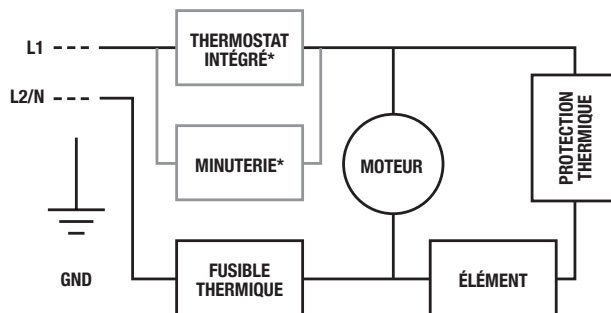 L1
THERMOSTAT
INTÉGRÉ*
L2/N
MINUTERIE*
MOTEUR
PROTECTION
THERMIQUE
GND
FUSIBLE
THERMIQUE
ÉLÉMENT